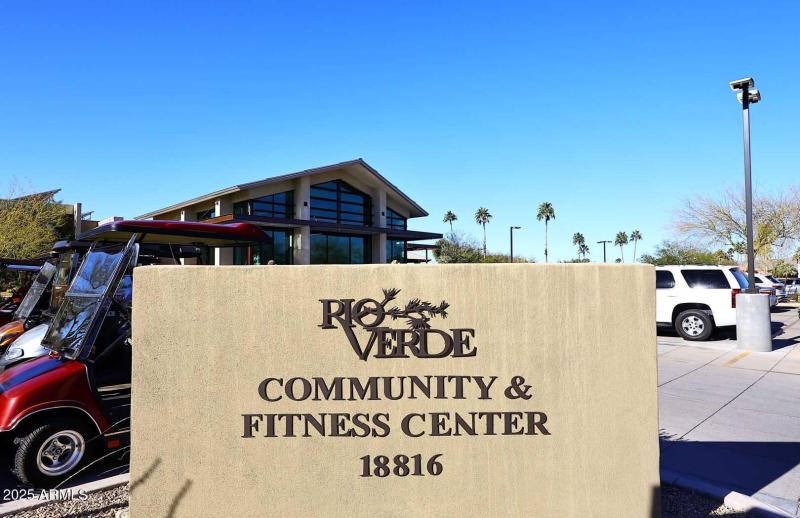 RIO
VERDE
COMMUNITY &
FITNESS CENTER
18816
2025 ARMLS